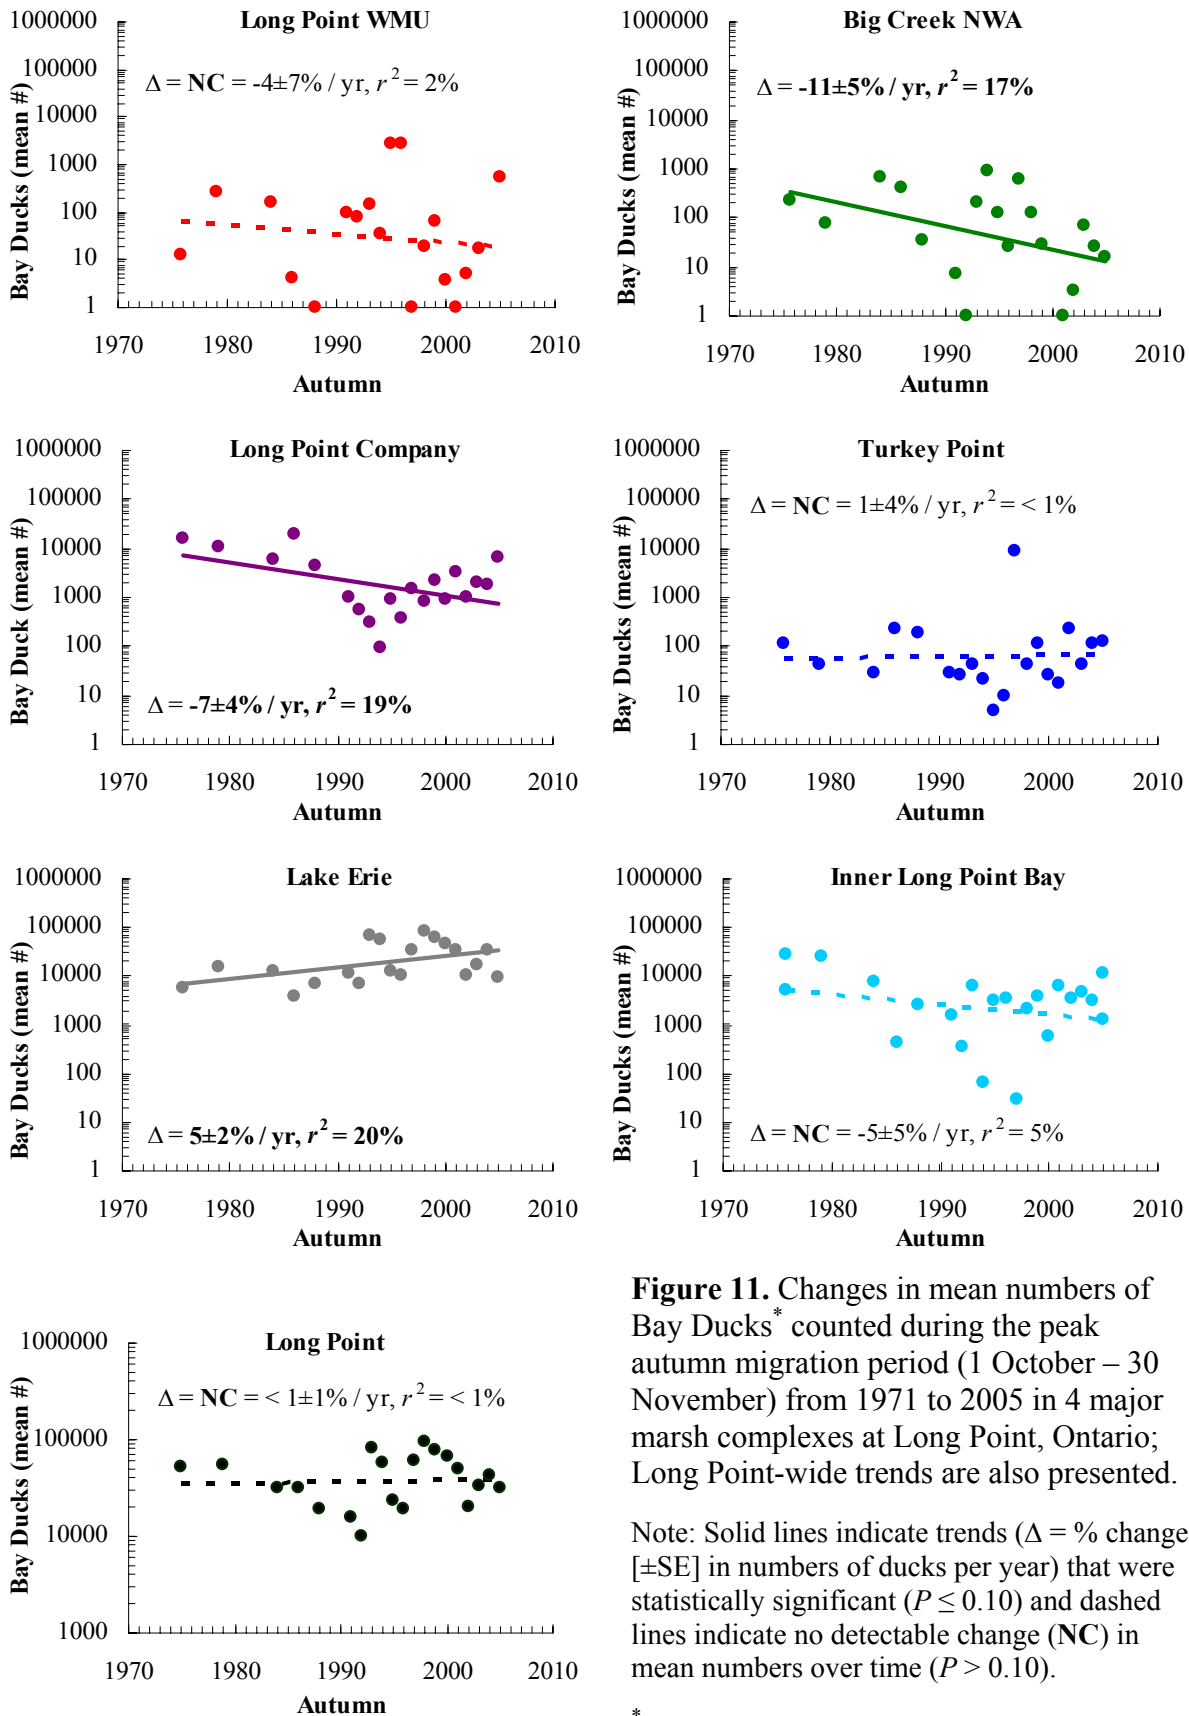 Long Point WMU
Bay Ducks (mean #)
1000000
100000
10000
1000
100
10
1
Δ = NC = -4±7% / yr, r² = 2%
1970 1980 1990 2000 2010
Autumn
Big Creek NWA
Bay Ducks (mean #)
1000000
100000
10000
1000
100
10
1
Δ = -11±5% / yr, r² = 17%
1970 1980 1990 2000 2010
Autumn
Long Point Company
Bay Duck (mean #)
1000000
100000
10000
1000
100
10
1
Δ = -7±4% / yr, r² = 19%
1970 1980 1990 2000 2010
Autumn
Turkey Point
Bay Ducks (mean #)
1000000
100000
10000
1000
100
10
1
Δ = NC = 1±4% / yr, r² = < 1%
1970 1980 1990 2000 2010
Autumn
Lake Erie
Bay Ducks (mean #)
1000000
100000
10000
1000
100
10
1
Δ = 5±2% / yr, r² = 20%
1970 1980 1990 2000 2010
Autumn
Inner Long Point Bay
Bay Ducks (mean #)
1000000
100000
10000
1000
100
10
1
Δ = NC = -5±5% / yr, r² = 5%
1970 1980 1990 2000 2010
Autumn
Long Point
Bay Ducks (mean #)
1000000
100000
10000
1000
Δ = NC = < 1±1% / yr, r² = < 1%
1970 1980 1990 2000 2010
Autumn
Figure 11. Changes in mean numbers of
Bay Ducks* counted during the peak
autumn migration period (1 October – 30
November) from 1971 to 2005 in 4 major
marsh complexes at Long Point, Ontario;
Long Point-wide trends are also presented.
Note: Solid lines indicate trends (Δ = % change
[±SE] in numbers of ducks per year) that were
statistically significant (P ≤ 0.10) and dashed
lines indicate no detectable change (NC) in
mean numbers over time (P > 0.10).
*